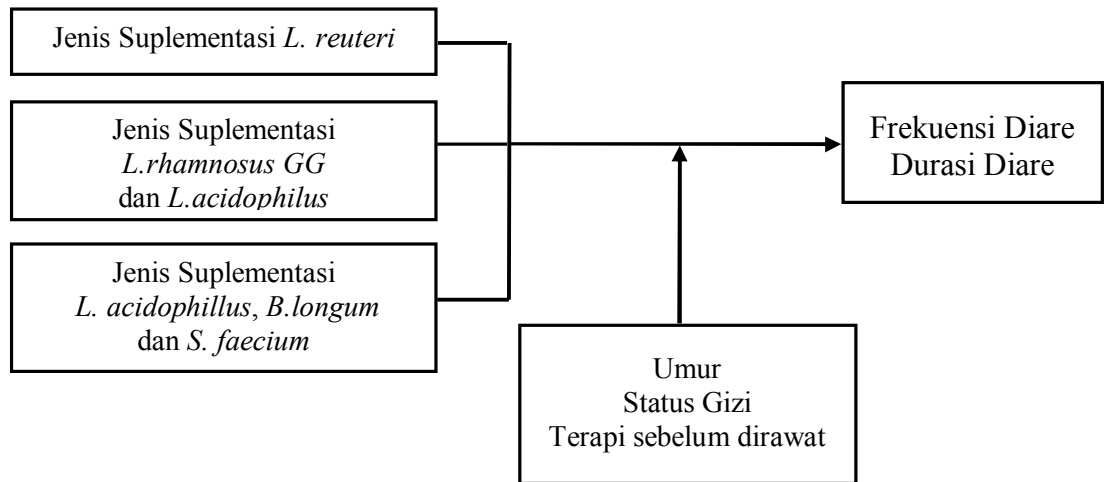 Jenis Suplementasi L. reuteri
Jenis Suplementasi
L.rhamnosus GG
dan L.acidophilus
Jenis Suplementasi
L. acidophillus, B.longum
dan S. faecium
Frekuensi Diare
Durasi Diare
Umur
Status Gizi
Terapi sebelum dirawat